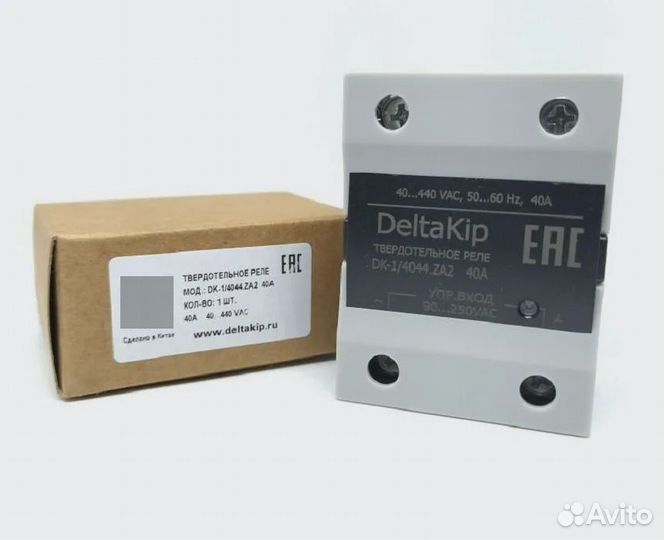 40...440 VAC, 50...60 Hz, 40A
DeltaKip
EAC
ТВЕРДОТЕЛЬНОЕ РЕЛЕ
DK-1/4044.ZA2 40A
~
УПР.ВХОД
90...250VAC
ТВЕРДОТЕЛЬНОЕ РЕЛЕ
EAC
МОД.: DK-1/4044.ZA2 40A
КОЛ-ВО: 1 ШТ.
40A 40...440 VAC
www.deltakip.ru
Сделано в Китае
Avito